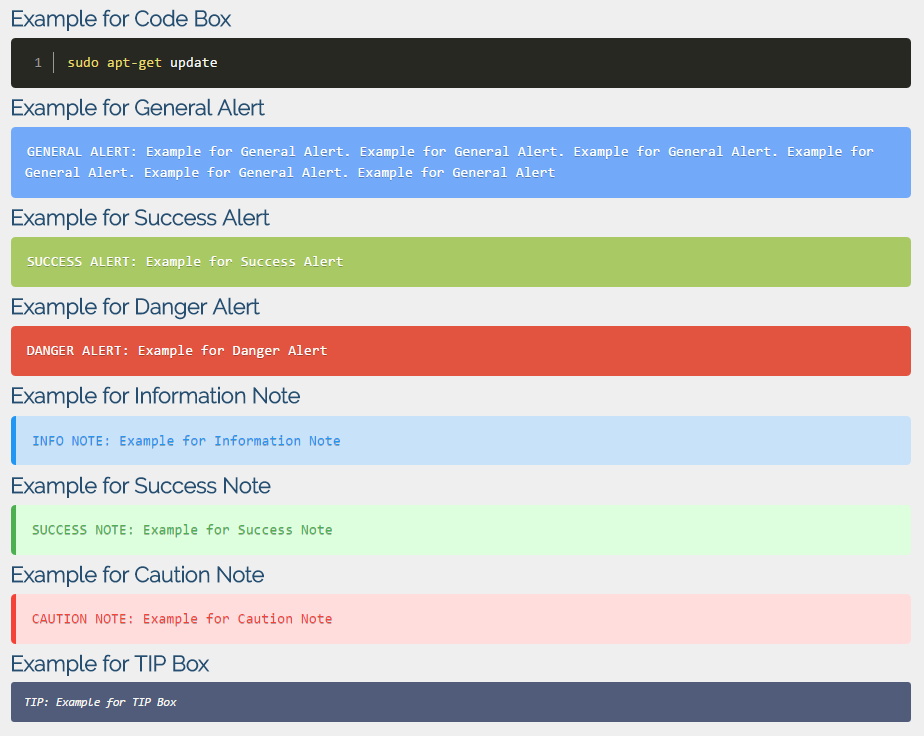 Example for Code Box
1 sudo apt-get update
Example for General Alert
GENERAL ALERT: Example for General Alert. Example for General Alert. Example for General Alert. Example for
General Alert. Example for General Alert. Example for General Alert
Example for Success Alert
SUCCESS ALERT: Example for Success Alert
Example for Danger Alert
DANGER ALERT: Example for Danger Alert
Example for Information Note
INFO NOTE: Example for Information Note
Example for Success Note
SUCCESS NOTE: Example for Success Note
Example for Caution Note
CAUTION NOTE: Example for Caution Note
Example for TIP Box
TIP: Example for TIP Box